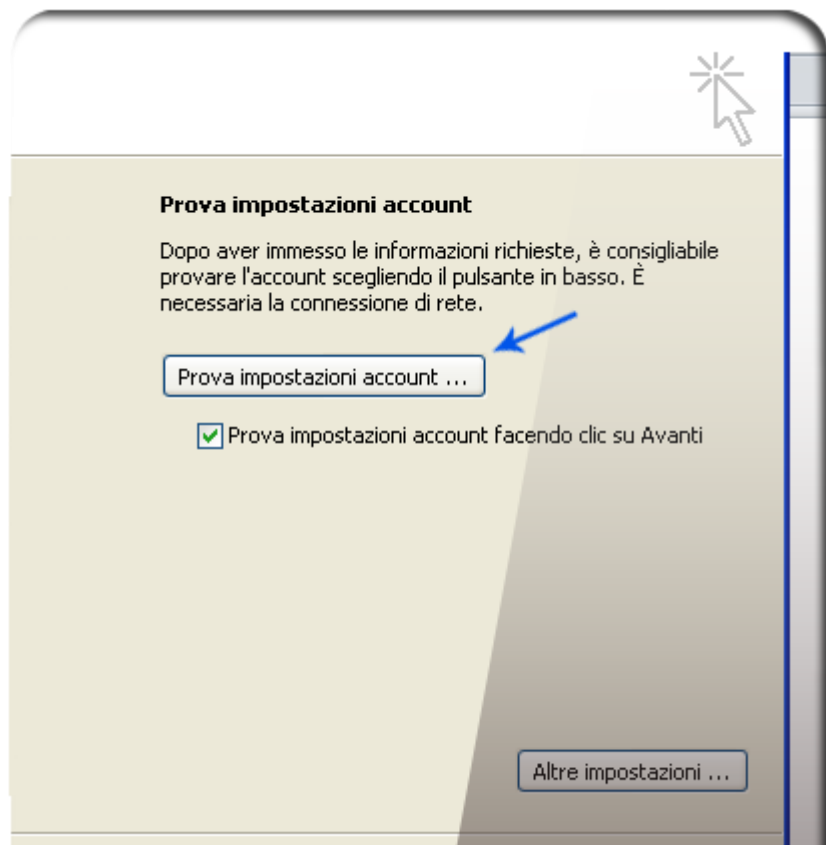 Prova impostazioni account
Dopo aver immesso le informazioni richieste, è consigliabile
provare l'account scegliendo il pulsante in basso. È
necessaria la connessione di rete.
Prova impostazioni account ...
Prova impostazioni account facendo clic su Avanti
Altre impostazioni ...